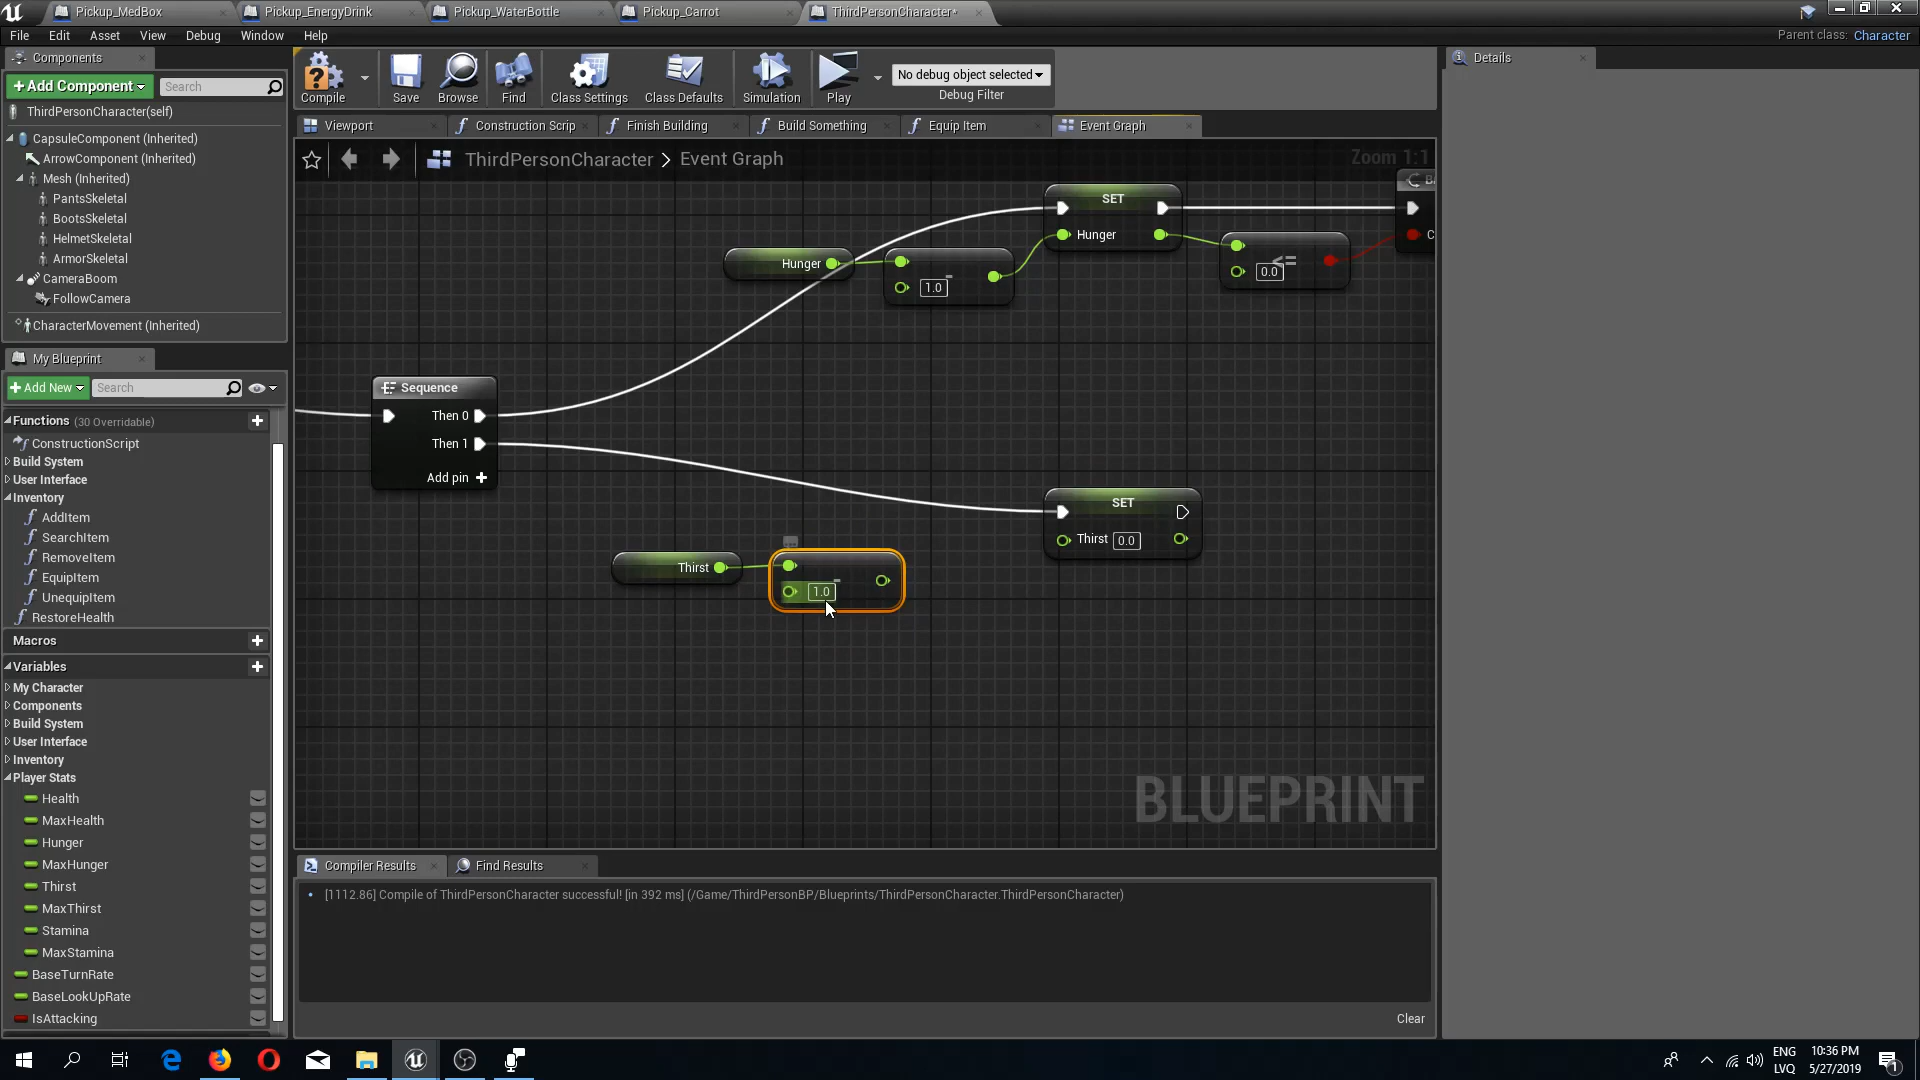 Pickup_MedBox
Pickup_EnergyDrink
Pickup_WaterBottle
Pickup_Carrot
ThirdPersonCharacter*
File Edit Asset View Debug Window Help
Parent class: Character
Components
+ Add Component
Search
ThirdPersonCharacter(self)
CapsuleComponent (Inherited)
ArrowComponent (Inherited)
Mesh (Inherited)
PantsSkeletal
BootsSkeletal
HelmetSkeletal
ArmorSkeletal
CameraBoom
FollowCamera
CharacterMovement (Inherited)
My Blueprint
+ Add New
Search
Functions (30 Overridable)
ConstructionScript
Build System
User Interface
Inventory
AddItem
SearchItem
RemoveItem
EquipItem
UnequipItem
RestoreHealth
Macros
Variables
My Character
Components
Build System
User Interface
Inventory
Player Stats
Health
MaxHealth
Hunger
MaxHunger
Thirst
MaxThirst
Stamina
MaxStamina
BaseTurnRate
BaseLookUpRate
IsAttacking
Compile
Save
Browse
Find
Class Settings
Class Defaults
Simulation
Play
No debug object selected
Debug Filter
Viewport
Construction Scrip
Finish Building
Build Something
Equip Item
Event Graph
ThirdPersonCharacter > Event Graph
Zoom 1:1
SET
Hunger
Hunger
-
1.0
<=
0.0
Sequence
Then 0
Then 1
Add pin +
SET
Thirst 0.0
Thirst
-
1.0
BLUEPRINT
Compiler Results
Find Results
[1112.86] Compile of ThirdPersonCharacter successful! [in 392 ms] (/Game/ThirdPersonBP/Blueprints/ThirdPersonCharacter.ThirdPersonCharacter)
Clear
Details
ENG
LVQ
10:36 PM
5/27/2019
1